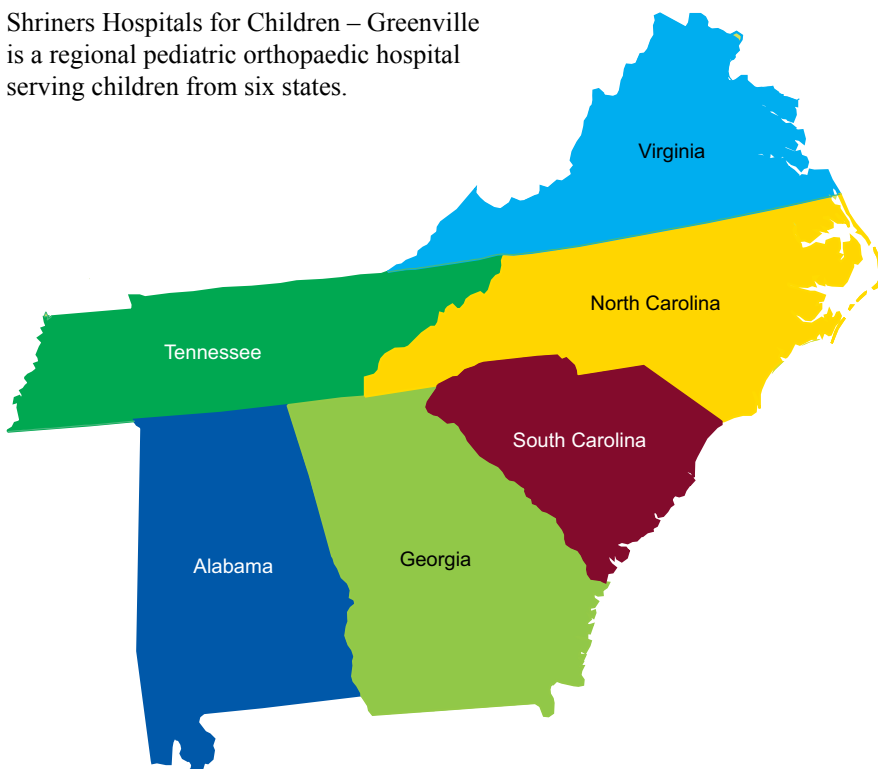 Shriners Hospitals for Children – Greenville
is a regional pediatric orthopaedic hospital
serving children from six states.
Virginia
North Carolina
Tennessee
South Carolina
Georgia
Alabama